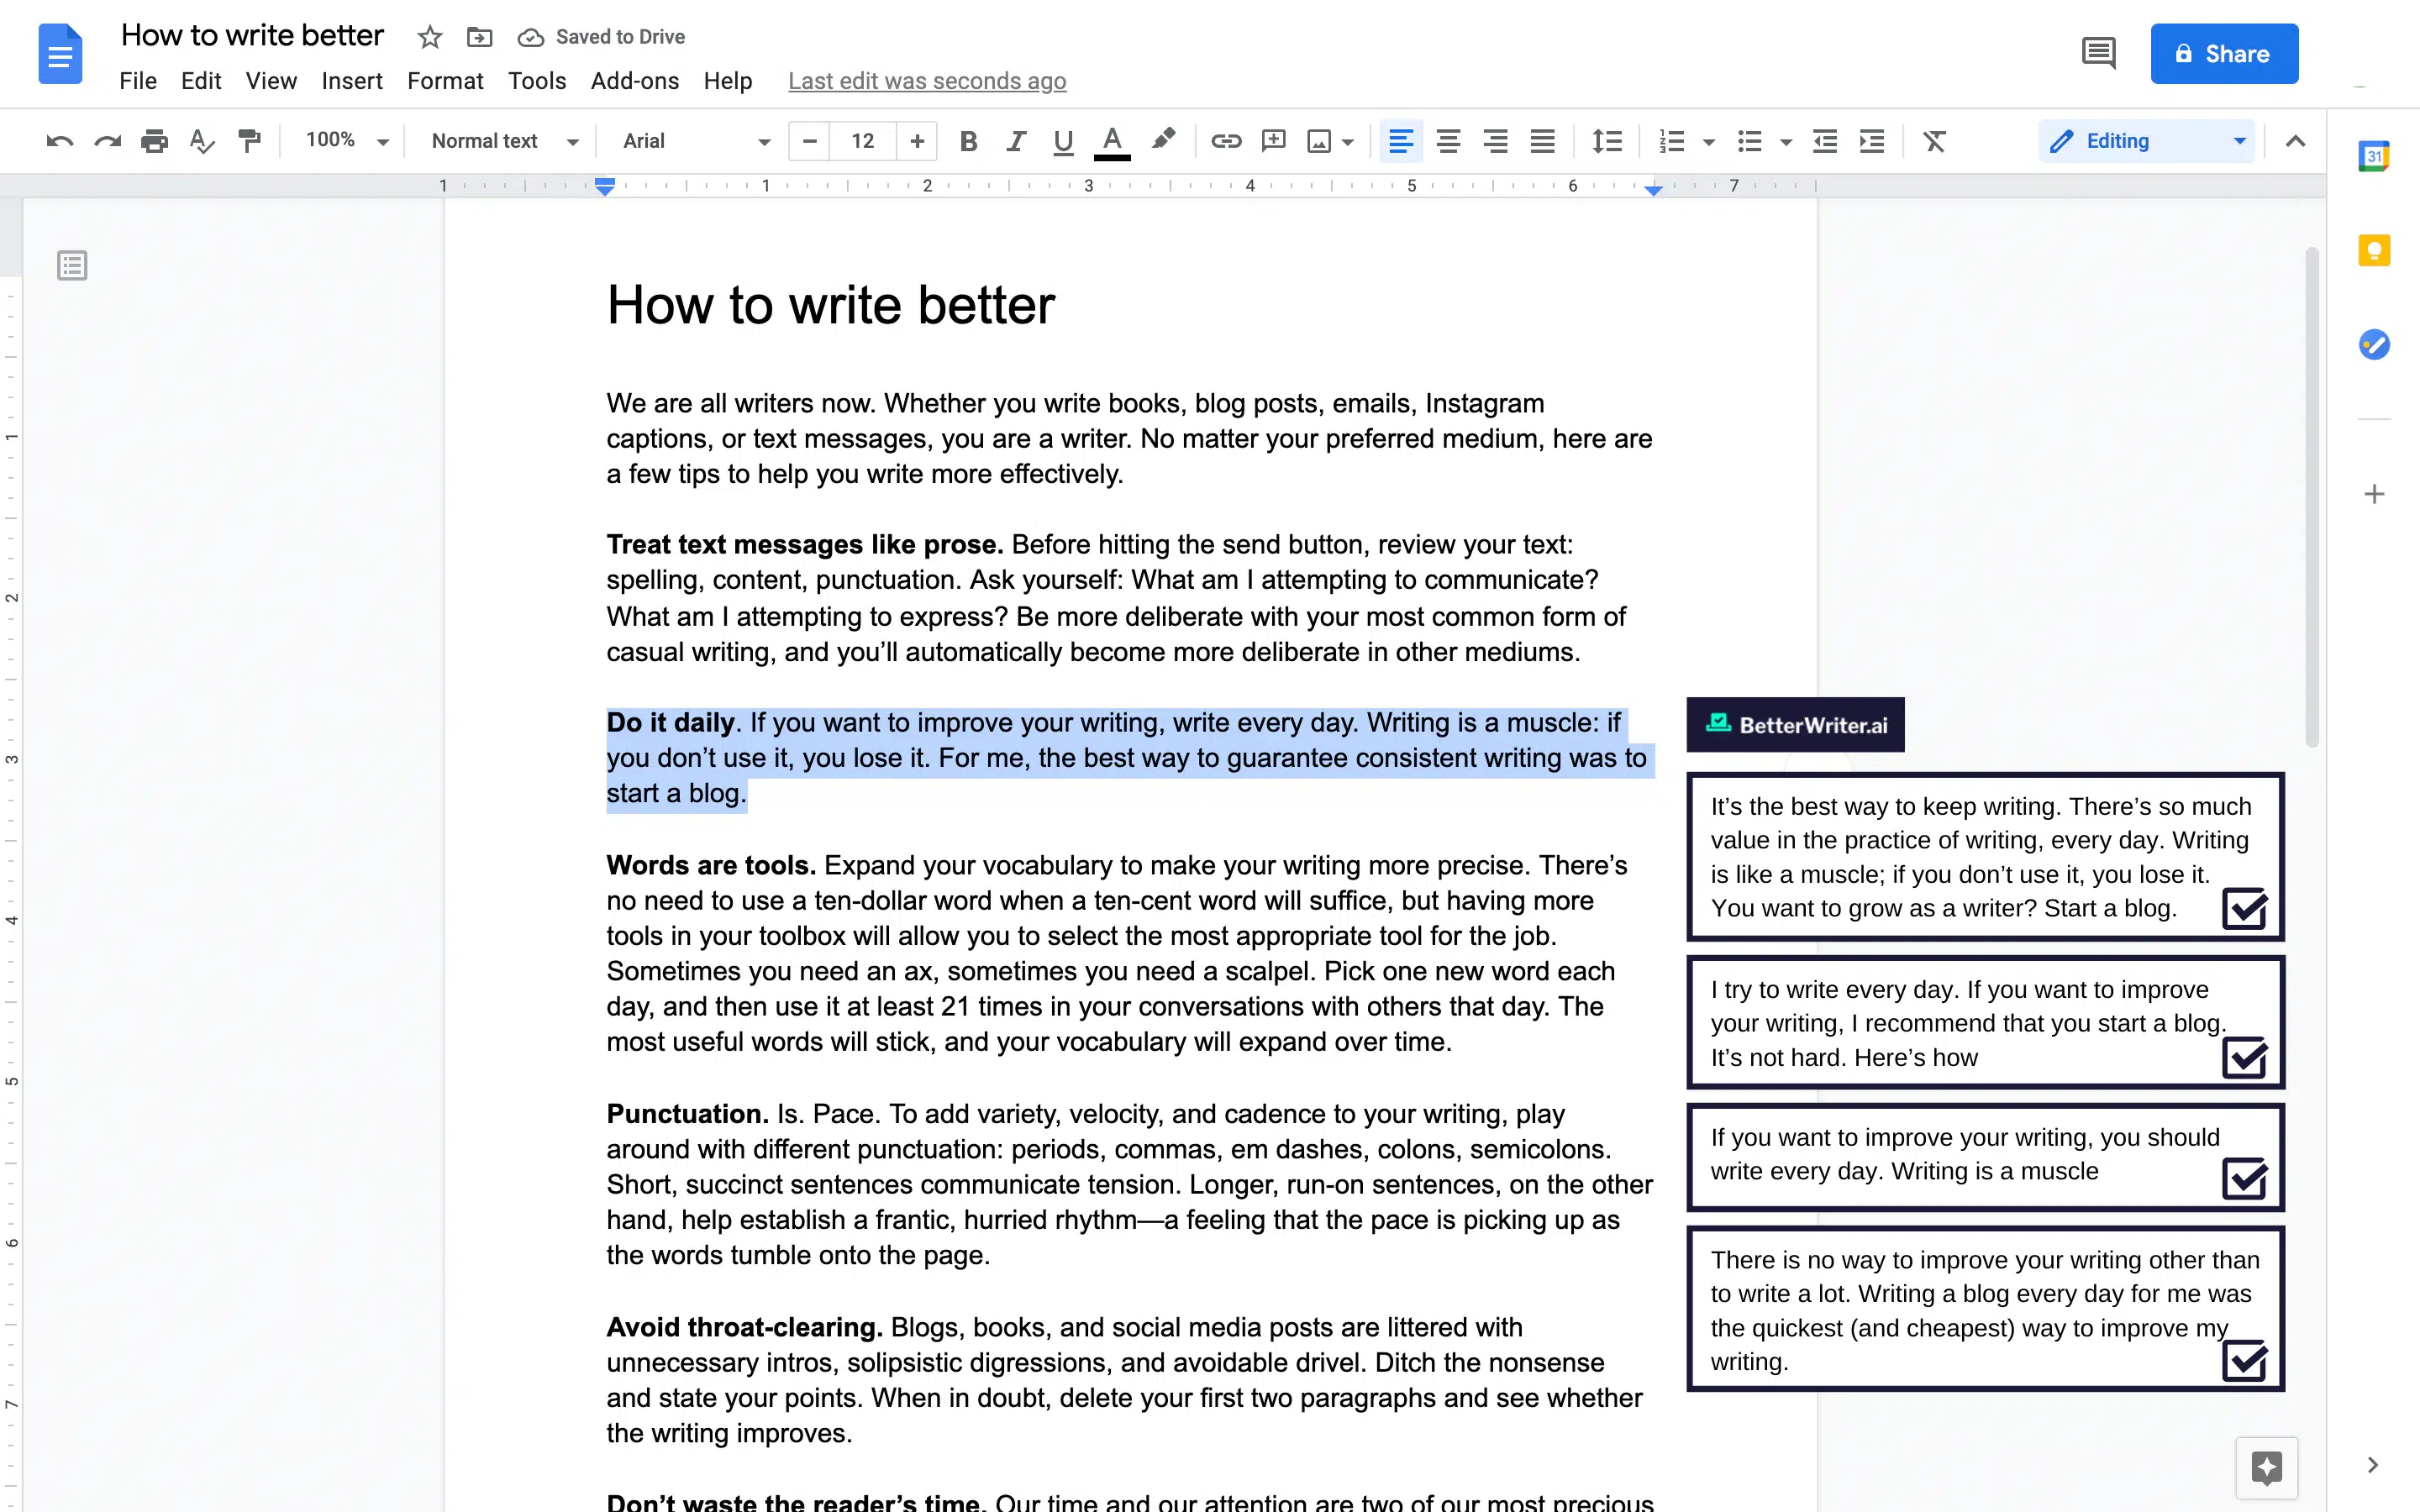 How to write better
Saved to Drive
File Edit View Insert Format Tools Add-ons Help Last edit was seconds ago
Share
100% Normal text Arial 12 Editing
1 1 2 3 4 5 6 7
31
1
2
3
4
5
6
7
How to write better
We are all writers now. Whether you write books, blog posts, emails, Instagram
captions, or text messages, you are a writer. No matter your preferred medium, here are
a few tips to help you write more effectively.
Treat text messages like prose. Before hitting the send button, review your text:
spelling, content, punctuation. Ask yourself: What am I attempting to communicate?
What am I attempting to express? Be more deliberate with your most common form of
casual writing, and you’ll automatically become more deliberate in other mediums.
Do it daily. If you want to improve your writing, write every day. Writing is a muscle: if
you don’t use it, you lose it. For me, the best way to guarantee consistent writing was to
start a blog.
Words are tools. Expand your vocabulary to make your writing more precise. There’s
no need to use a ten-dollar word when a ten-cent word will suffice, but having more
tools in your toolbox will allow you to select the most appropriate tool for the job.
Sometimes you need an ax, sometimes you need a scalpel. Pick one new word each
day, and then use it at least 21 times in your conversations with others that day. The
most useful words will stick, and your vocabulary will expand over time.
Punctuation. Is. Pace. To add variety, velocity, and cadence to your writing, play
around with different punctuation: periods, commas, em dashes, colons, semicolons.
Short, succinct sentences communicate tension. Longer, run-on sentences, on the other
hand, help establish a frantic, hurried rhythm—a feeling that the pace is picking up as
the words tumble onto the page.
Avoid throat-clearing. Blogs, books, and social media posts are littered with
unnecessary intros, solipsistic digressions, and avoidable drivel. Ditch the nonsense
and state your points. When in doubt, delete your first two paragraphs and see whether
the writing improves.
Don’t waste the reader’s time. Our time and our attention are two of our most precious
BetterWriter.ai
It’s the best way to keep writing. There’s so much
value in the practice of writing, every day. Writing
is like a muscle; if you don’t use it, you lose it.
You want to grow as a writer? Start a blog.
I try to write every day. If you want to improve
your writing, I recommend that you start a blog.
It’s not hard. Here’s how
If you want to improve your writing, you should
write every day. Writing is a muscle
There is no way to improve your writing other than
to write a lot. Writing a blog every day for me was
the quickest (and cheapest) way to improve my
writing.